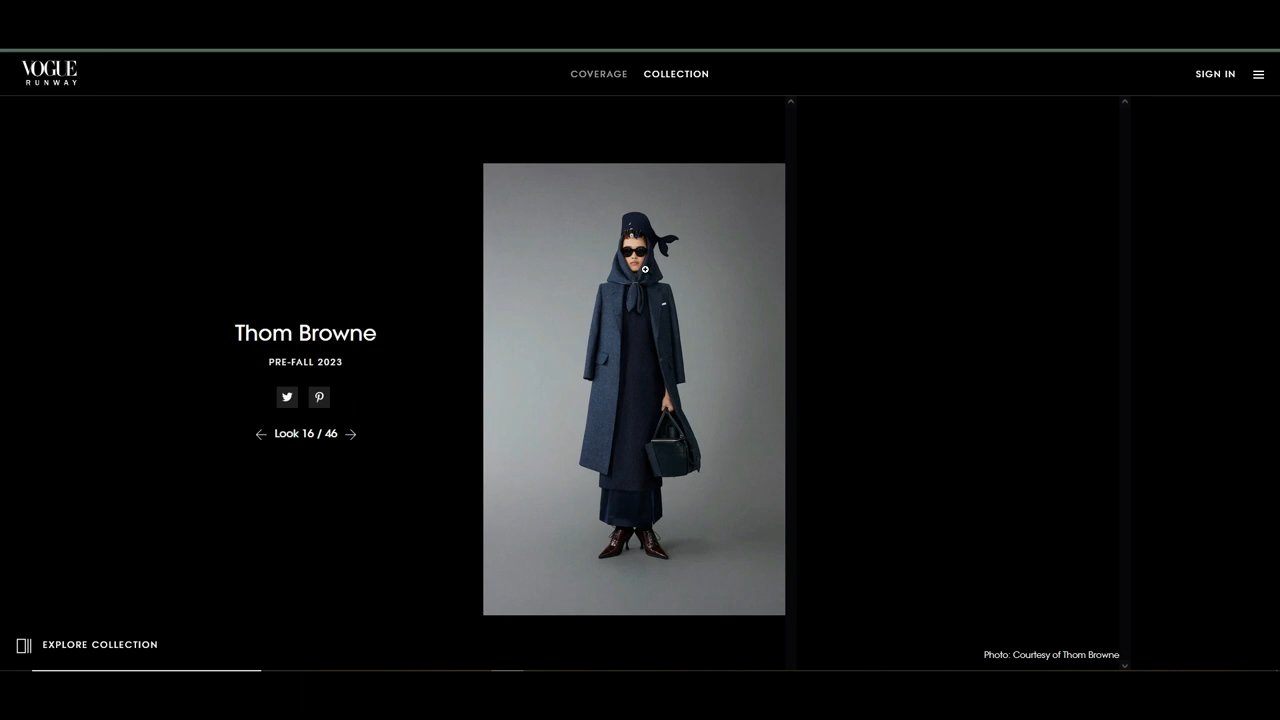 VOGUE
RUNWAY
COVERAGE
COLLECTION
SIGN IN
Thom Browne
PRE-FALL 2023
Look 16 / 46
EXPLORE COLLECTION
Photo: Courtesy of Thom Browne